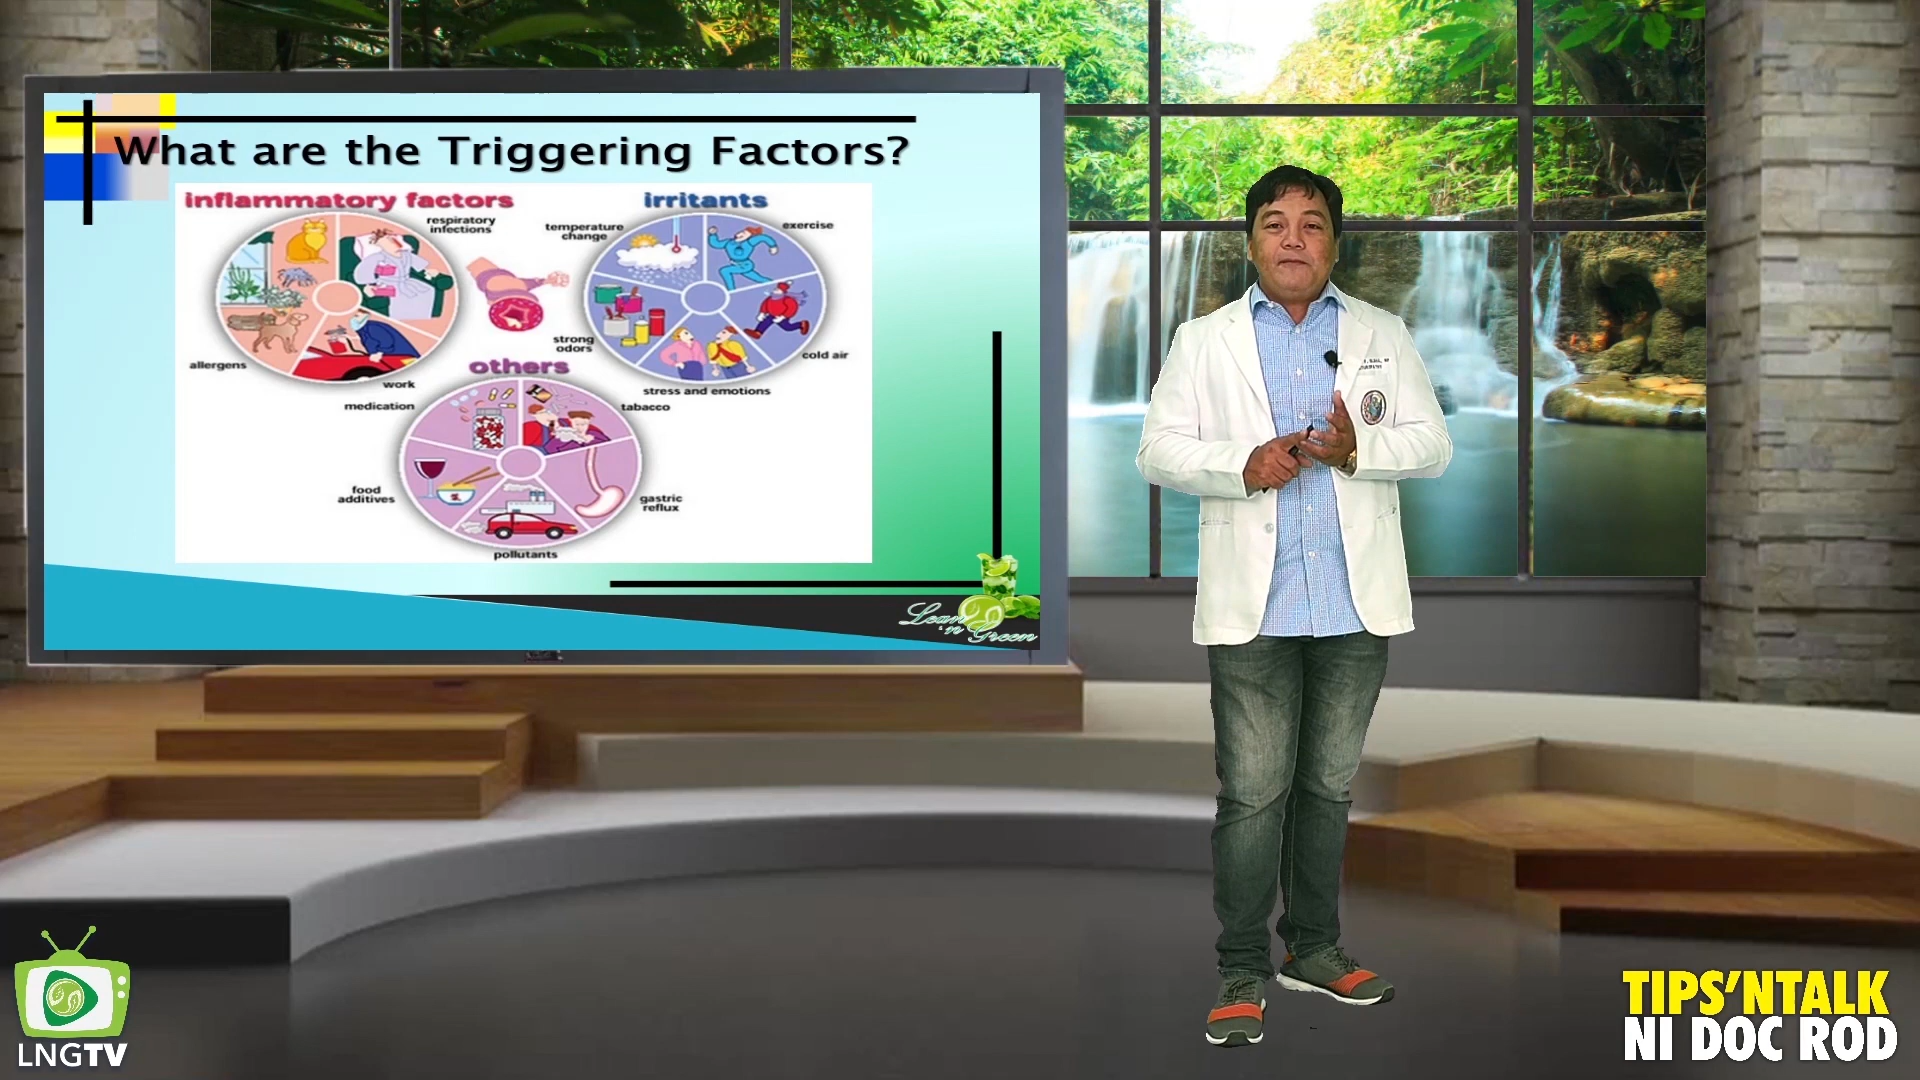 What are the Triggering Factors?
inflammatory factors
irritants
respiratory
infections
temperature
change
exercise
allergens
work
strong
odors
cold air
stress and emotions
others
medication
tabacco
food
additives
gastric
reflux
pollutants
Lean
'n Green
LNGTV
TIPS'NTALK
NI DOC ROD